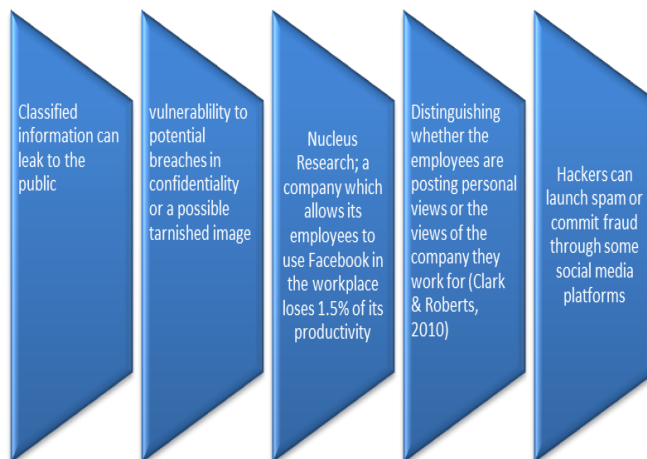 Classified
information can
leak to the
public
vulnerablility to
potential
breaches in
confidentiality
or a possible
tarnished image
Nucleus
Research; a
company which
allows its
employees to
use Facebook in
the workplace
loses 1.5% of its
productivity
Distinguishing
whether the
employees are
posting personal
views or the
views of the
company they
work for (Clark
& Roberts,
2010)
Hackers can
launch spam or
commit fraud
through some
social media
platforms